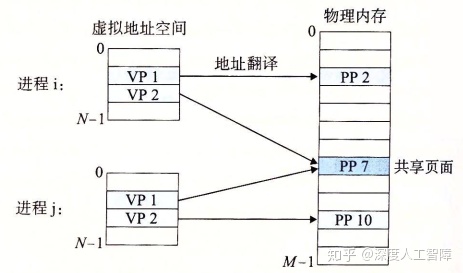 虚拟地址空间
物理内存
0
0
进程i:
VP 1
地址翻译
PP 2
VP 2
N-1
0
PP 7
共享页面
进程j:
VP 1
VP 2
PP 10
N-1
M-1
知乎 @深度人工智障